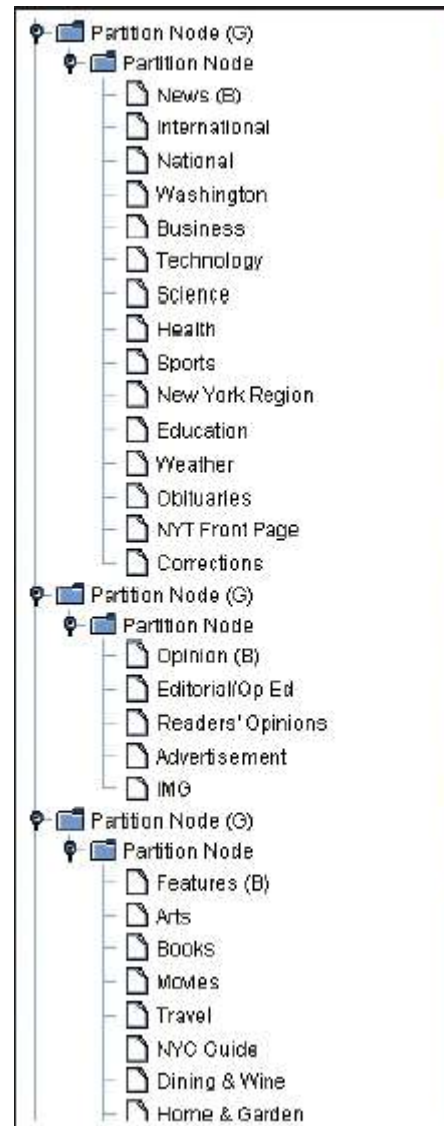 Partition Node (G)
Partition Node
News (B)
International
National
Washington
Business
Technology
Science
Health
Sports
New York Region
Education
Weather
Obituaries
NYT Front Page
Corrections
Partition Node (G)
Partition Node
Opinion (B)
Editorial/Op Ed
Readers' Opinions
Advertisement
IMG
Partition Node (G)
Partition Node
Features (B)
Arts
Books
Movies
Travel
NYC Guide
Dining & Wine
Home & Garden